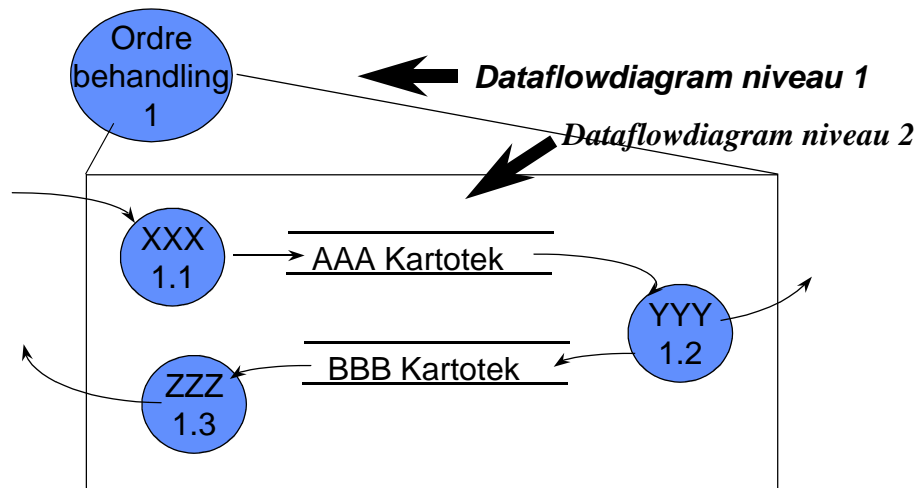 Ordre
behandling
1
Dataflowdiagram niveau 1
Dataflowdiagram niveau 2
XXX
1.1
AAA Kartotek
YYY
1.2
BBB Kartotek
ZZZ
1.3